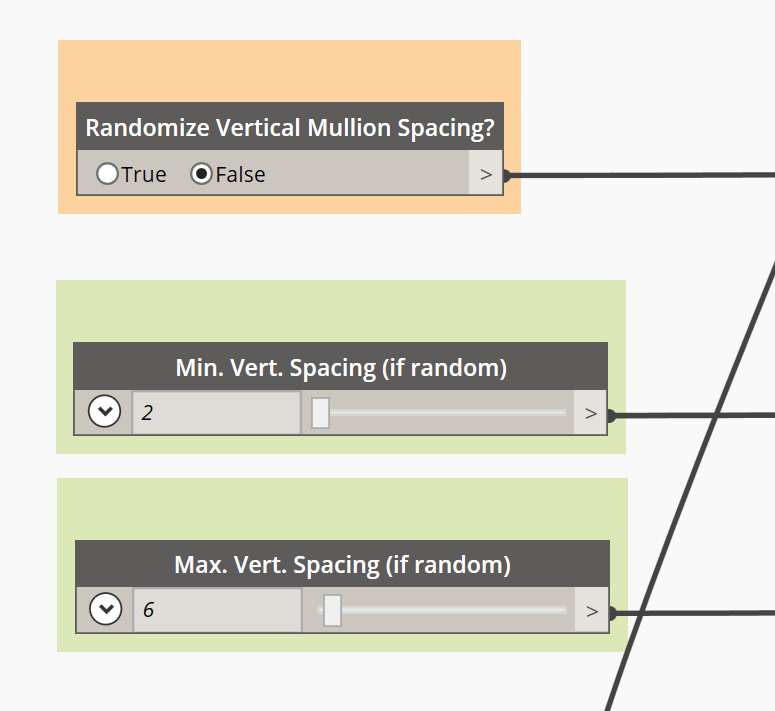 Randomize Vertical Mullion Spacing?
True False >
Min. Vert. Spacing (if random)
2 >
Max. Vert. Spacing (if random)
6 >